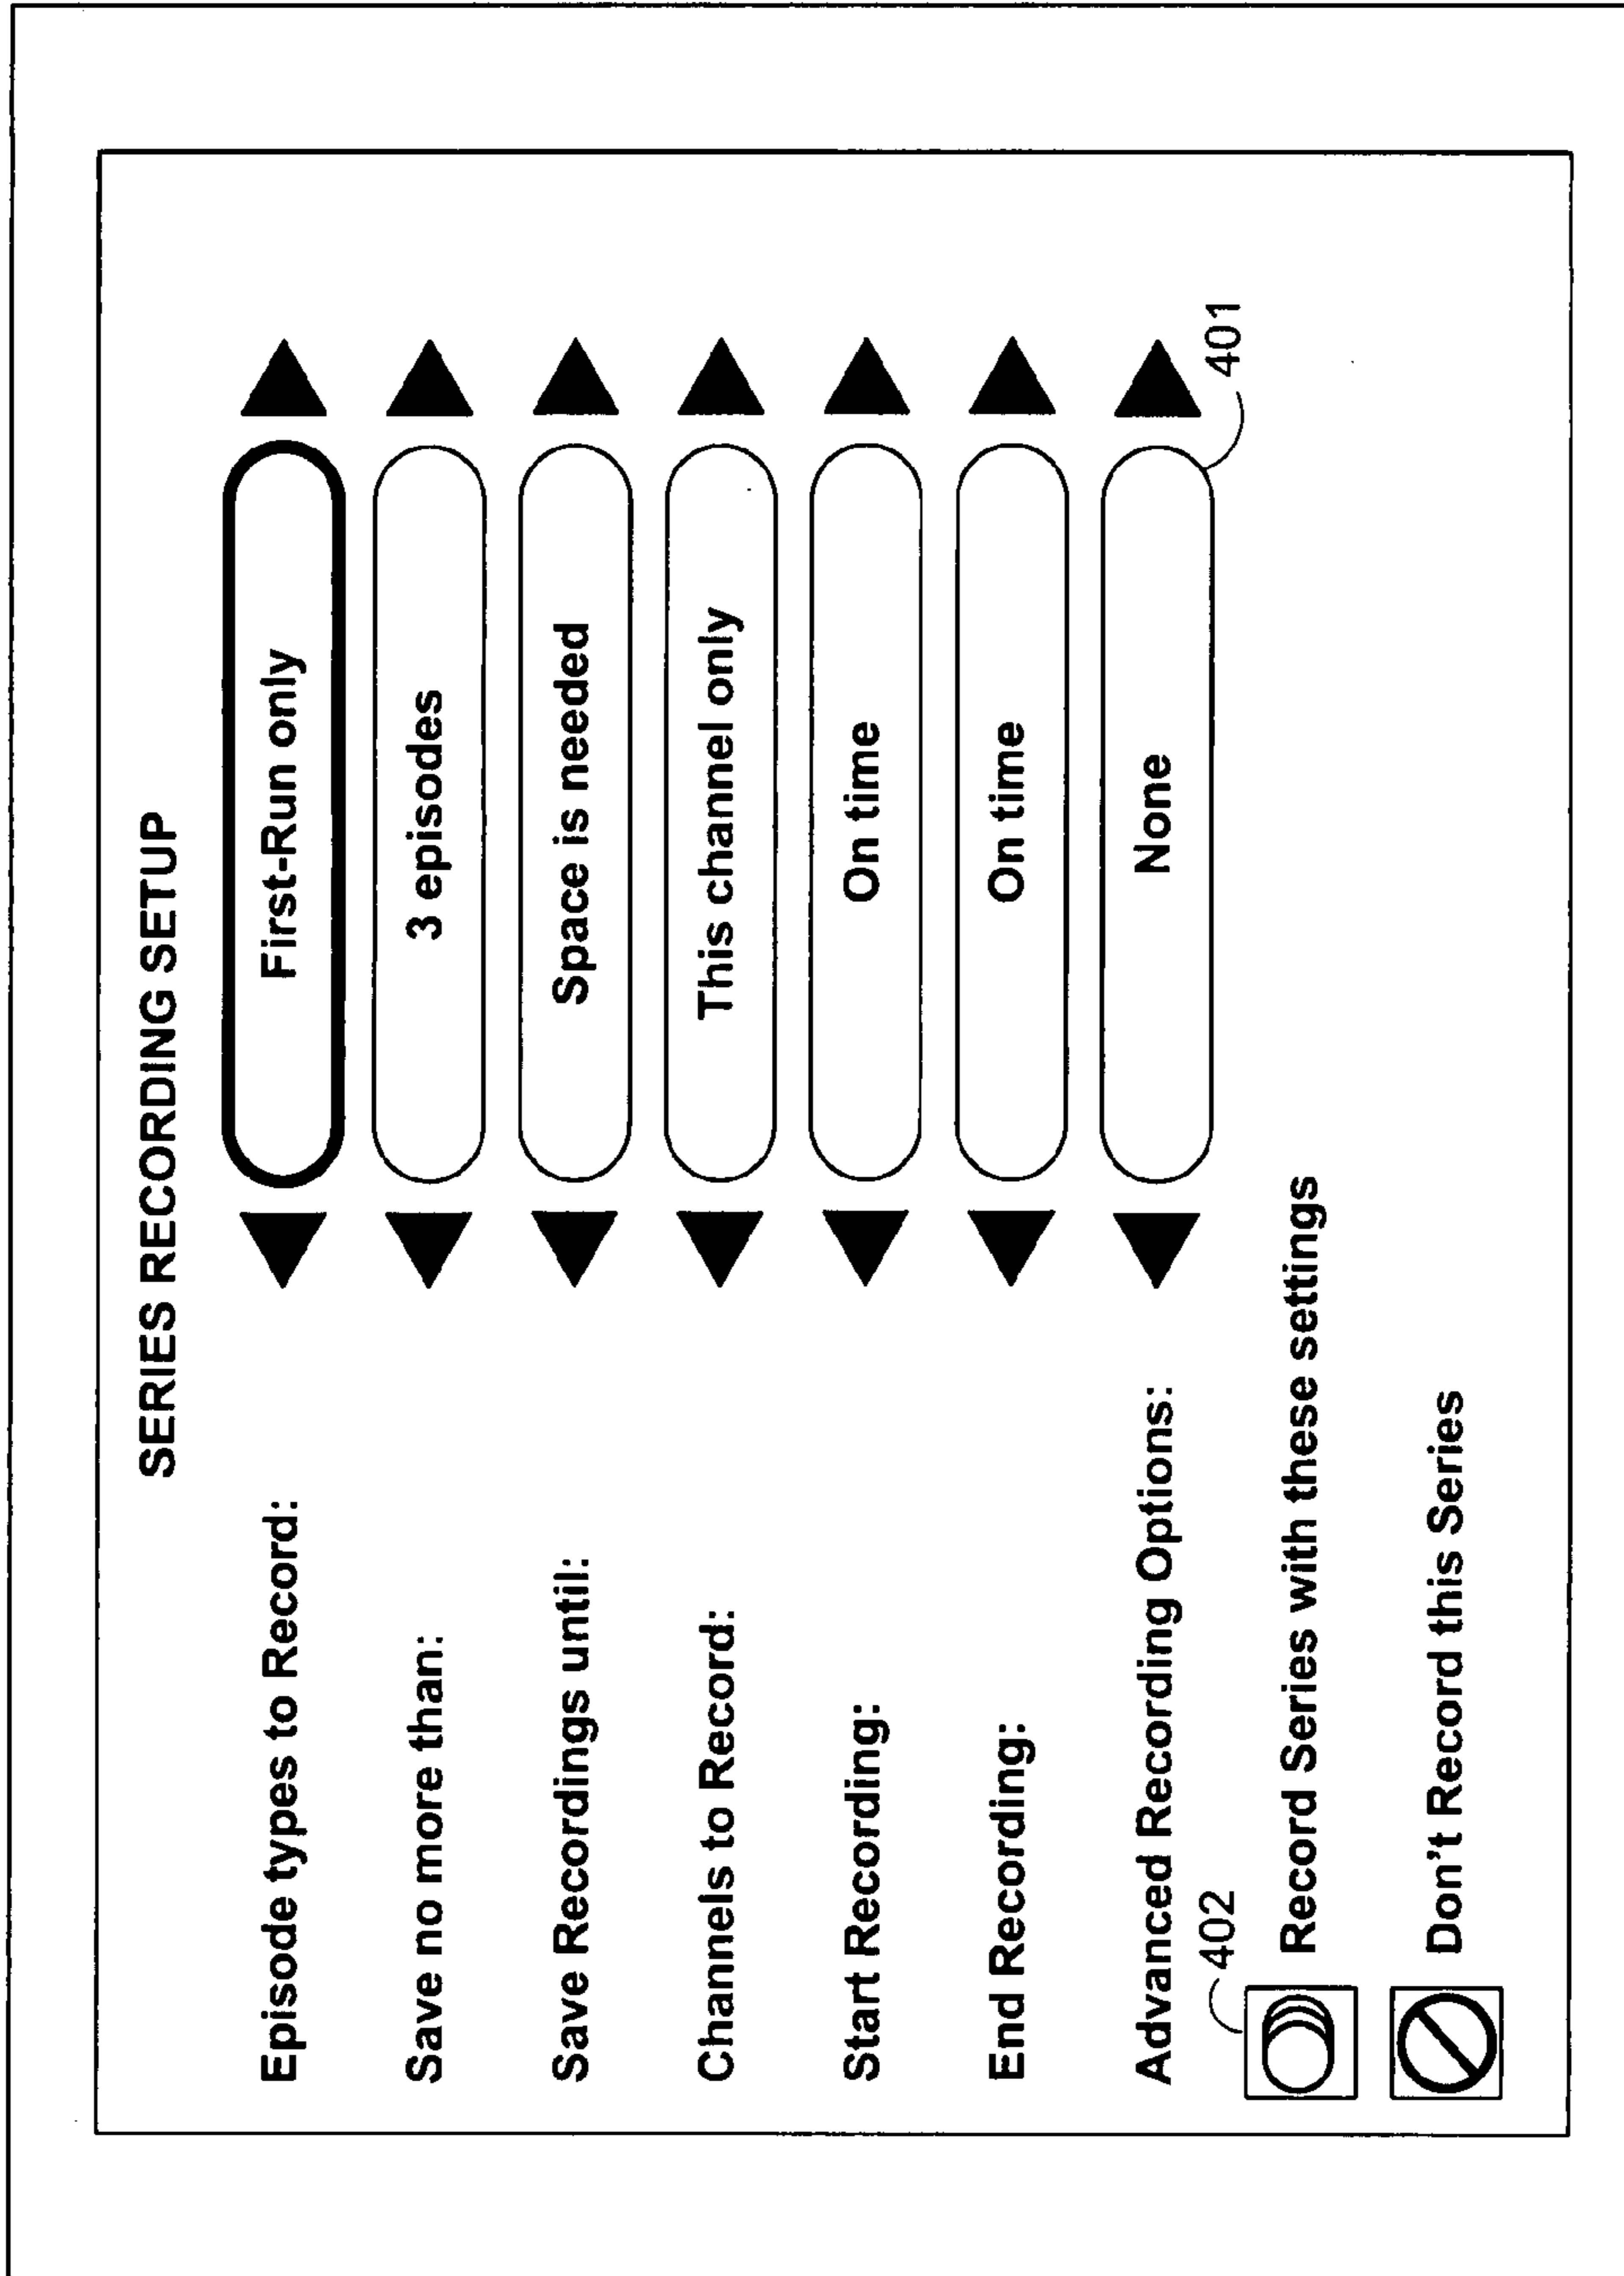 SERIES RECORDING SETUP
Episode types to Record: First-Run only
Save no more than: 3 episodes
Save Recordings until: Space is needed
Channels to Record: This channel only
Start Recording: On time
End Recording: On time
Advanced Recording Options: None
402
401
Record Series with these settings
Don't Record this Series